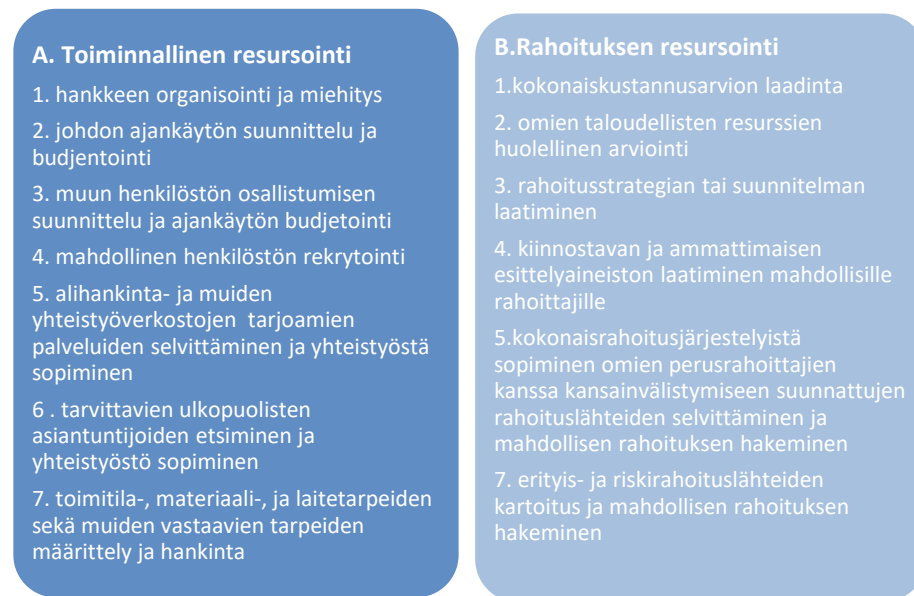 A. Toiminnallinen resursointi
1. hankkeen organisointi ja miehitys
2. johdon ajankäytön suunnittelu ja
budjentointi
3. muun henkilöstön osallistumisen
suunnittelu ja ajankäytön budjetointi
4. mahdollinen henkilöstön rekrytointi
5. alihankinta- ja muiden
yhteistyöverkostojen  tarjoamien
palveluiden selvittäminen ja yhteistyöstä
sopiminen
6 . tarvittavien ulkopuolisten
asiantuntijoiden etsiminen ja
yhteistyöstö sopiminen
7. toimitila-, materiaali-, ja laitetarpeiden
sekä muiden vastaavien tarpeiden
määrittely ja hankinta
B.Rahoituksen resursointi
1.kokonaiskustannusarvion laadinta
2. omien taloudellisten resurssien
huolellinen arviointi
3. rahoitusstrategian tai suunnitelman
laatiminen
4. kiinnostavan ja ammattimaisen
esittelyaineiston laatiminen mahdollisille
rahoittajille
5.kokonaisrahoitusjärjestelyistä
sopiminen omien perusrahoittajien
kanssa kansainvälistymiseen suunnattujen
rahoituslähteiden selvittäminen ja
mahdollisen rahoituksen hakeminen
7. erityis- ja riskirahoituslähteiden
kartoitus ja mahdollisen rahoituksen
hakeminen